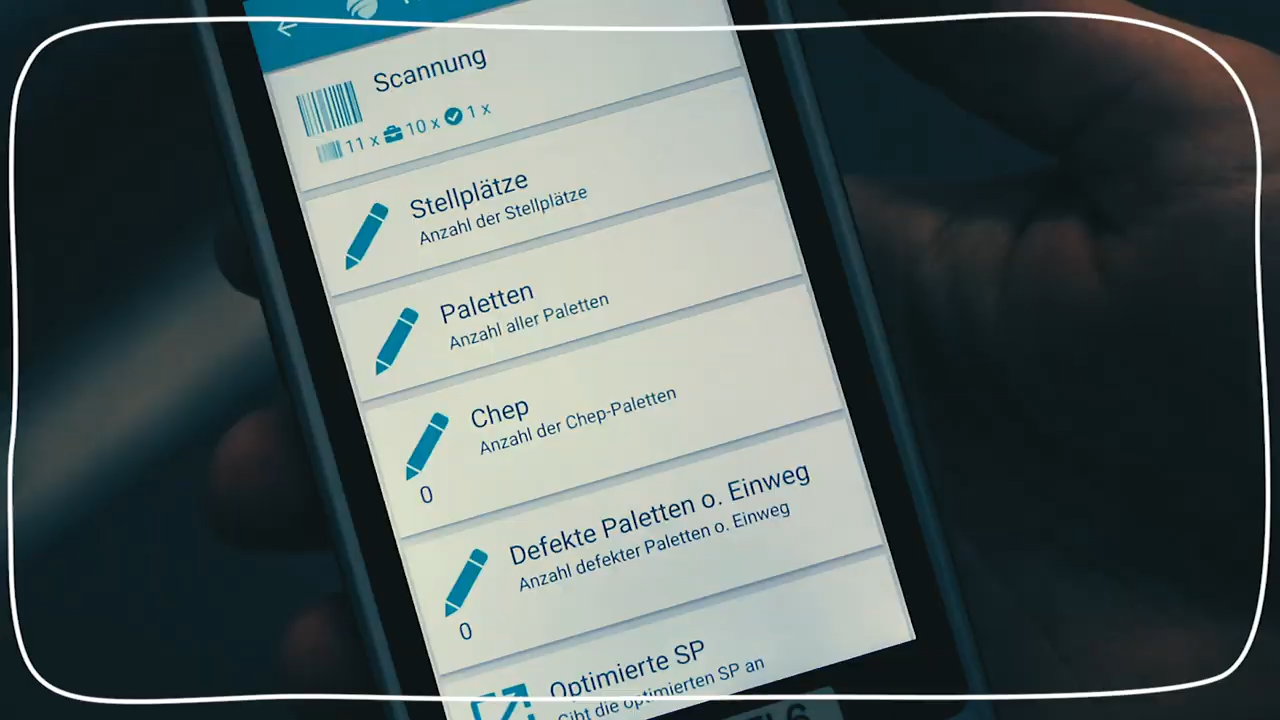 Scannung
11 x 10 x 1 x
Stellplätze
Anzahl der Stellplätze
Paletten
Anzahl aller Paletten
Chep
Anzahl der Chep-Paletten
0
Defekte Paletten o. Einweg
Anzahl defekter Paletten o. Einweg
0
Optimierte SP
Gibt die optimierten SP an